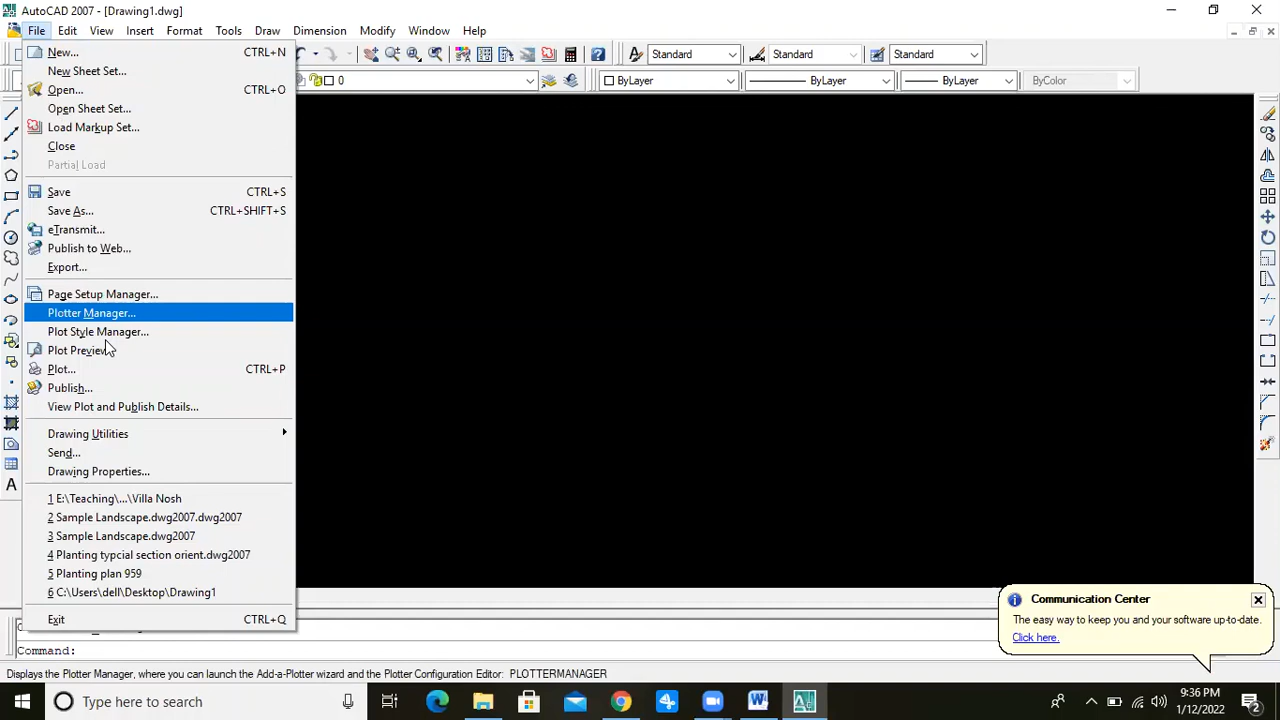 AutoCAD 2007 - [Drawing1.dwg]
File Edit View Insert Format Tools Draw Dimension Modify Window Help
New... CTRL+N
New Sheet Set...
Open... CTRL+O
Open Sheet Set...
Load Markup Set...
Close
Partial Load
Save CTRL+S
Save As... CTRL+SHIFT+S
eTransmit...
Publish to Web...
Export...
Page Setup Manager...
Plotter Manager...
Plot Style Manager...
Plot Preview
Plot... CTRL+P
Publish...
View Plot and Publish Details...
Drawing Utilities
Send...
Drawing Properties...
1 E:\Teaching\...\Villa Nosh
2 Sample Landscape.dwg2007.dwg2007
3 Sample Landscape.dwg2007
4 Planting typcial section orient.dwg2007
5 Planting plan 959
6 C:\Users\dell\Desktop\Drawing1
Exit CTRL+Q
Standard Standard Standard
0 ByLayer ByLayer ByLayer ByColor
A
Communication Center
The easy way to keep you and your software up-to-date.
Click here.
Command:
Displays the Plotter Manager, where you can launch the Add-a-Plotter wizard and the Plotter Configuration Editor: PLOTTERMANAGER
Type here to search
9:36 PM
1/12/2022
2